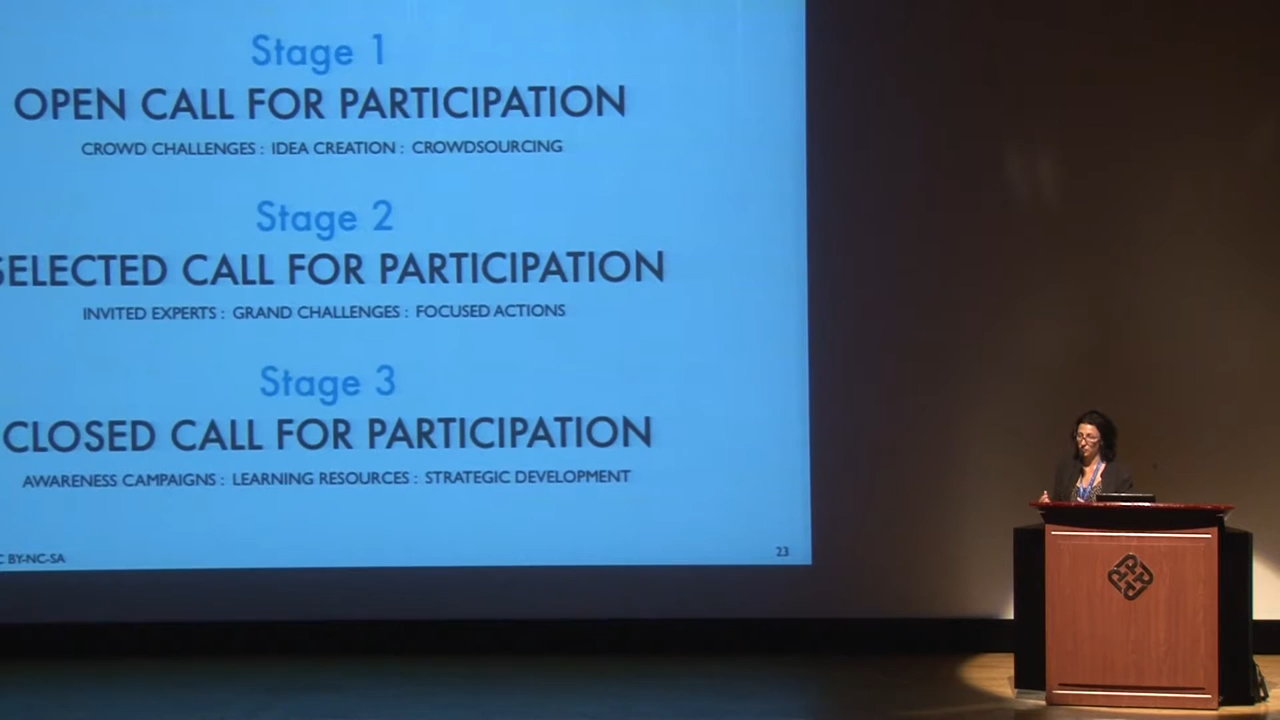 Stage 1
OPEN CALL FOR PARTICIPATION
CROWD CHALLENGES : IDEA CREATION : CROWDSOURCING
Stage 2
SELECTED CALL FOR PARTICIPATION
INVITED EXPERTS : GRAND CHALLENGES : FOCUSED ACTIONS
Stage 3
CLOSED CALL FOR PARTICIPATION
AWARENESS CAMPAIGNS : LEARNING RESOURCES : STRATEGIC DEVELOPMENT
C BY-NC-SA
23